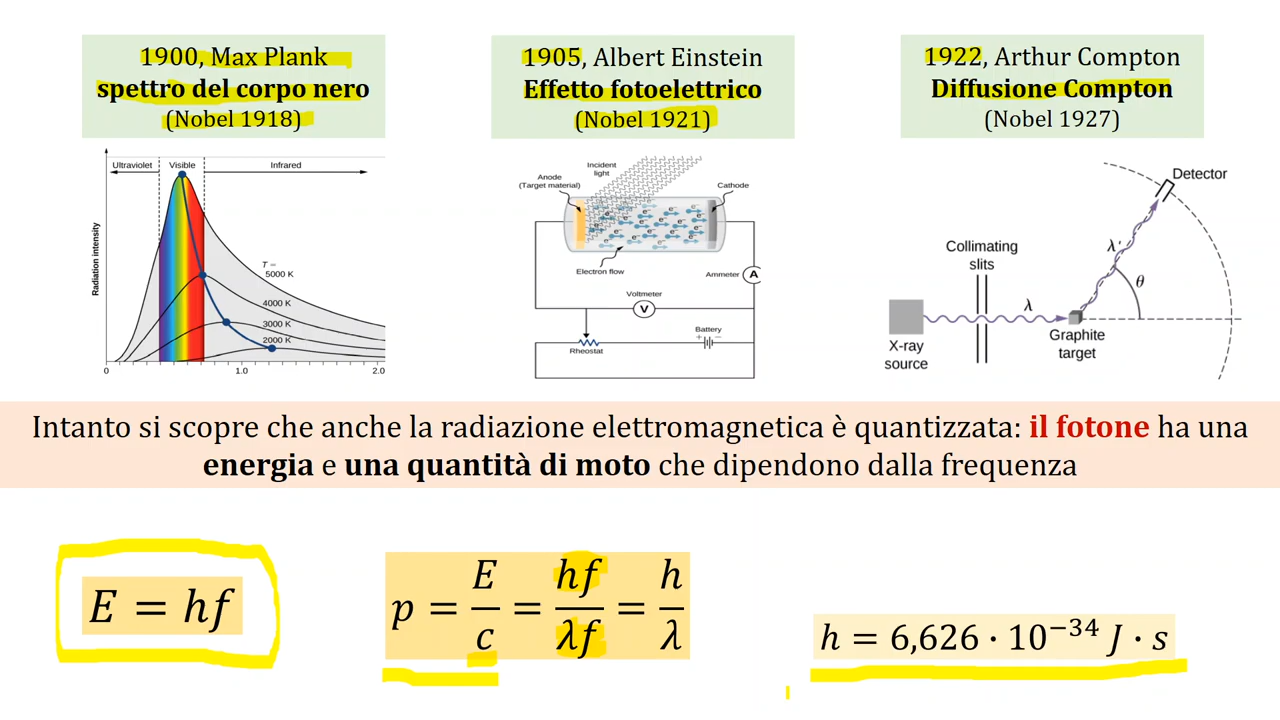 1900, Max Plank
spettro del corpo nero
(Nobel 1918)
1905, Albert Einstein
Effetto fotoelettrico
(Nobel 1921)
1922, Arthur Compton
Diffusione Compton
(Nobel 1927)
Ultraviolet
Visible
Infrared
Radiation intensity
T =
5000 K
4000 K
3000 K
2000 K
0
1.0
2.0
Incident
light
Anode
(Target material)
Cathode
e⁻ e⁻ e⁻ e⁻
e⁻ e⁻ e⁻
e⁻ e⁻ e⁻
Electron flow
Ammeter
A
Voltmeter
V
Battery
+ −
Rheostat
Detector
Collimating
slits
λ'
θ
λ
X-ray
source
Graphite
target
Intanto si scopre che anche la radiazione elettromagnetica è quantizzata: il fotone ha una
energia e una quantità di moto che dipendono dalla frequenza
E = hf
p = E/c = hf/λf = h/λ
h = 6,626 · 10⁻³⁴ J · s